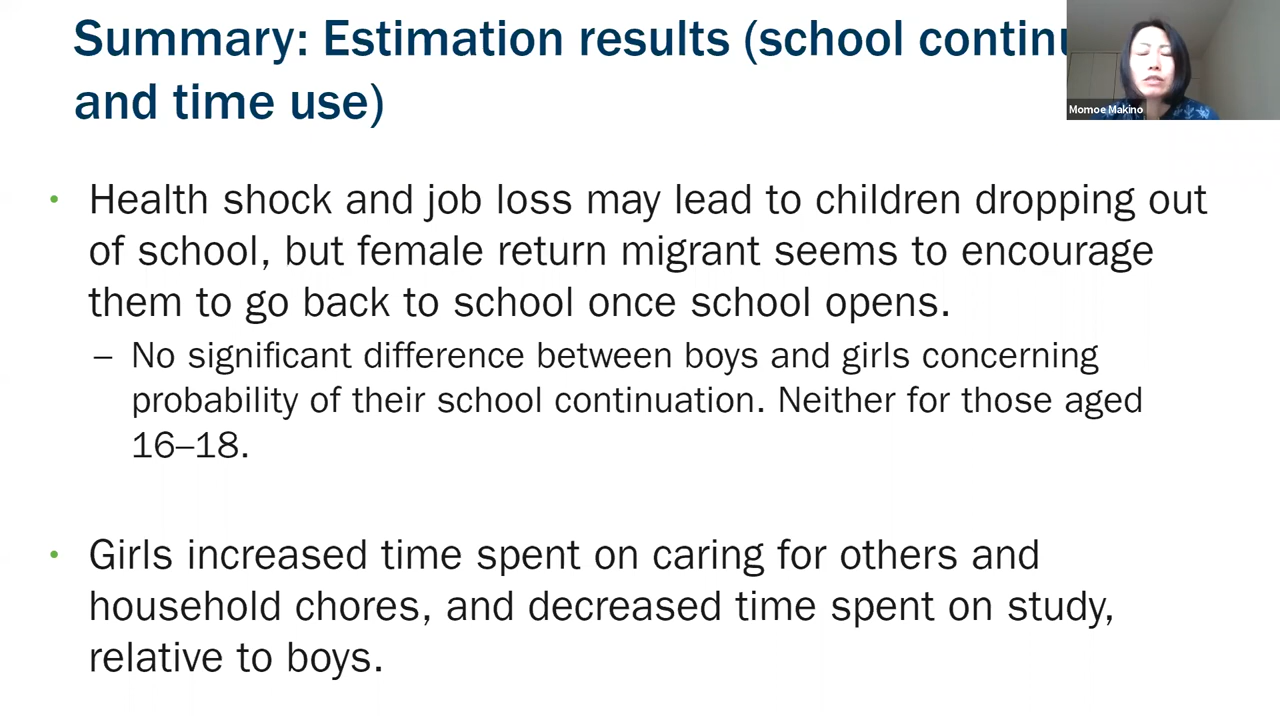 Summary: Estimation results (school
and time use)
Momoe Makino
• Health shock and job loss may lead to children dropping out
of school, but female return migrant seems to encourage
them to go back to school once school opens.
– No significant difference between boys and girls concerning
probability of their school continuation. Neither for those aged
16–18.
• Girls increased time spent on caring for others and
household chores, and decreased time spent on study,
relative to boys.